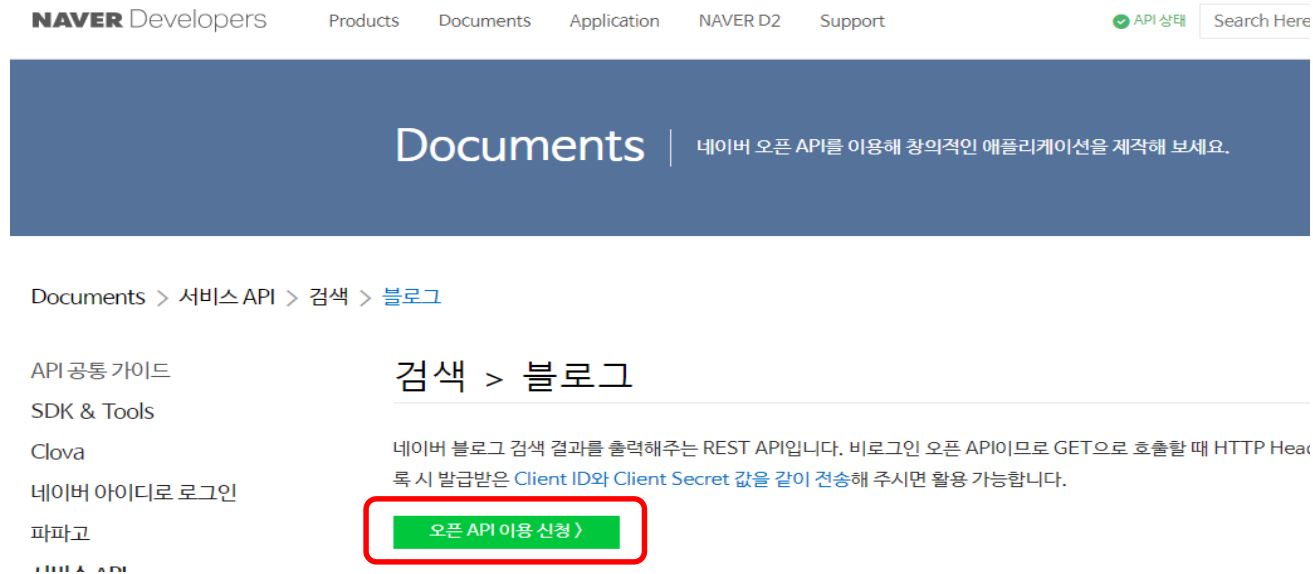 NAVER Developers Products Documents Application NAVER D2 Support API 상태 Search Here
Documents 네이버 오픈 API를 이용해 창의적인 애플리케이션을 제작해 보세요.
Documents > 서비스 API > 검색 > 블로그
API 공통 가이드
SDK & Tools
Clova
네이버 아이디로 로그인
파파고
서비스 API
검색 > 블로그
네이버 블로그 검색 결과를 출력해주는 REST API입니다. 비로그인 오픈 API이므로 GET으로 호출할 때 HTTP Head
록 시 발급받은 Client ID와 Client Secret 값을 같이 전송해 주시면 활용 가능합니다.
오픈 API 이용 신청 〉